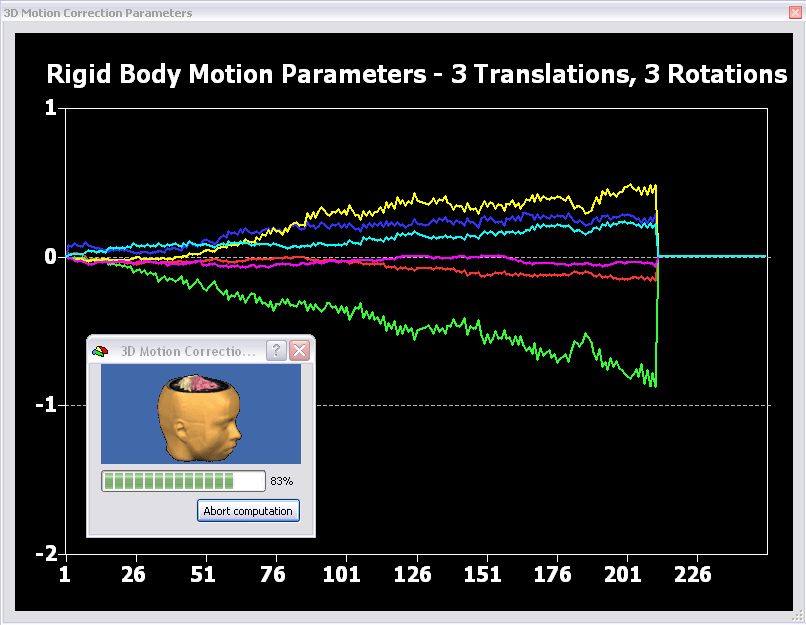 3D Motion Correction Parameters
Rigid Body Motion Parameters - 3 Translations, 3 Rotations
1
0
-1
-2
1 26 51 76 101 126 151 176 201 226
3D Motion Correctio...
?
83%
Abort computation